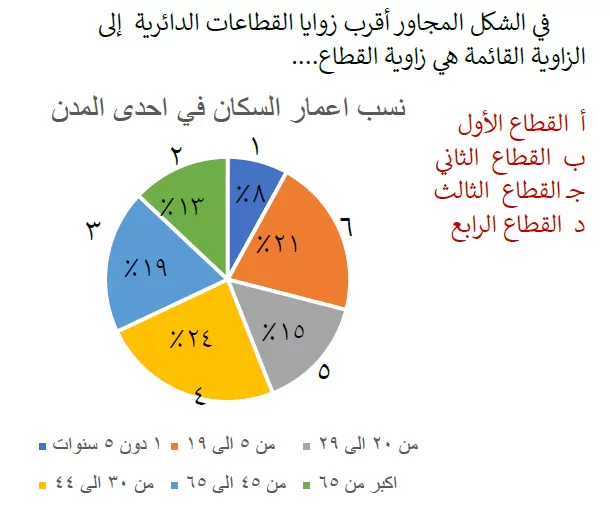 في الشكل المجاور أقرب زوايا القطاعات الدائرية إلى
الزاوية القائمة هي زاوية القطاع....
أ القطاع الأول
ب القطاع الثاني
جـ القطاع الثالث
د القطاع الرابع
نسب اعمار السكان في احدى المدن
١
٢
٣
٤
٥
٦
٨٪
١٣٪
٢١٪
١٩٪
١٥٪
٢٤٪
١ دون ٥ سنوات
من ٥ الى ١٩
من ٢٠ الى ٢٩
من ٣٠ الى ٤٤
من ٤٥ الى ٦٥
اكبر من ٦٥